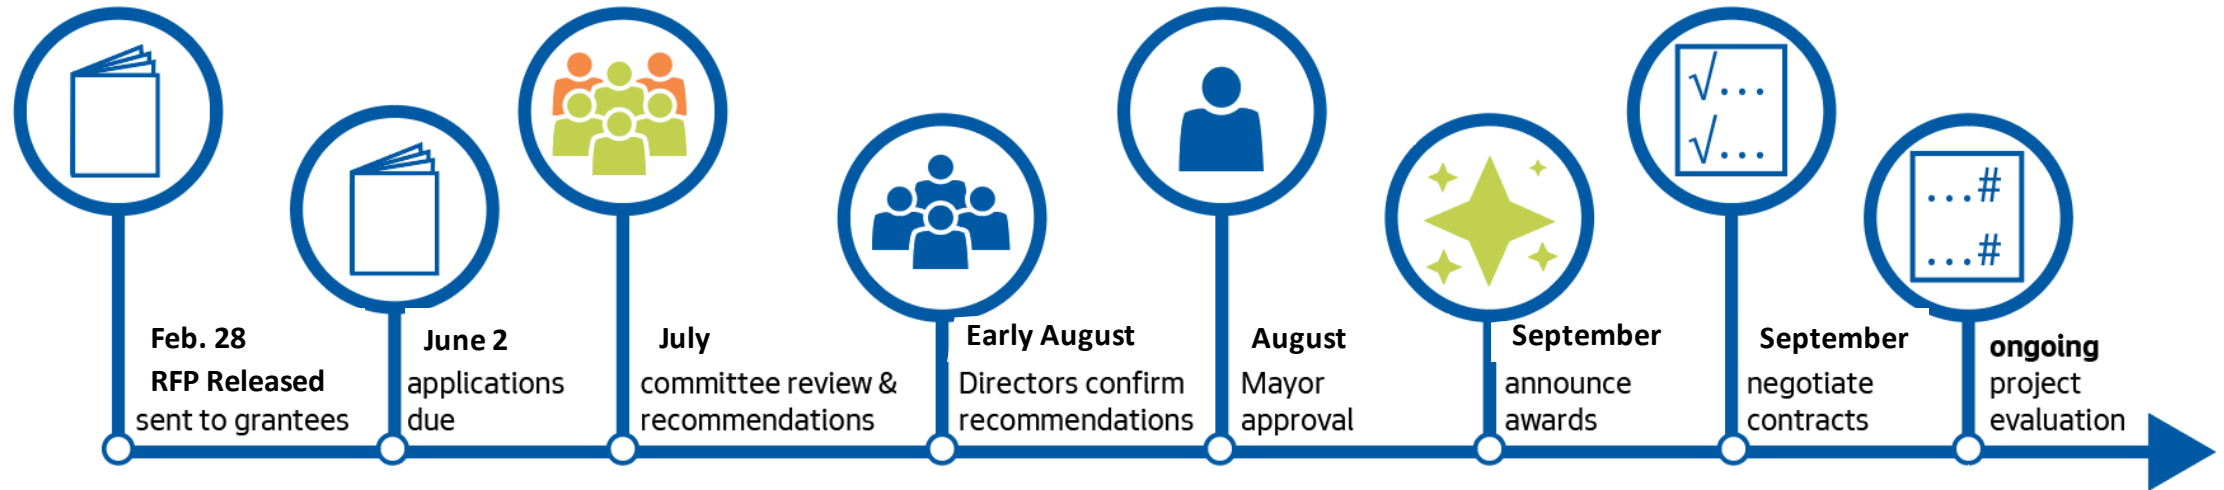 √...
√...
...#
...#
Feb. 28
RFP Released
sent to grantees
June 2
applications
due
July
committee review &
recommendations
Early August
Directors confirm
recommendations
August
Mayor
approval
September
announce
awards
September
negotiate
contracts
ongoing
project
evaluation